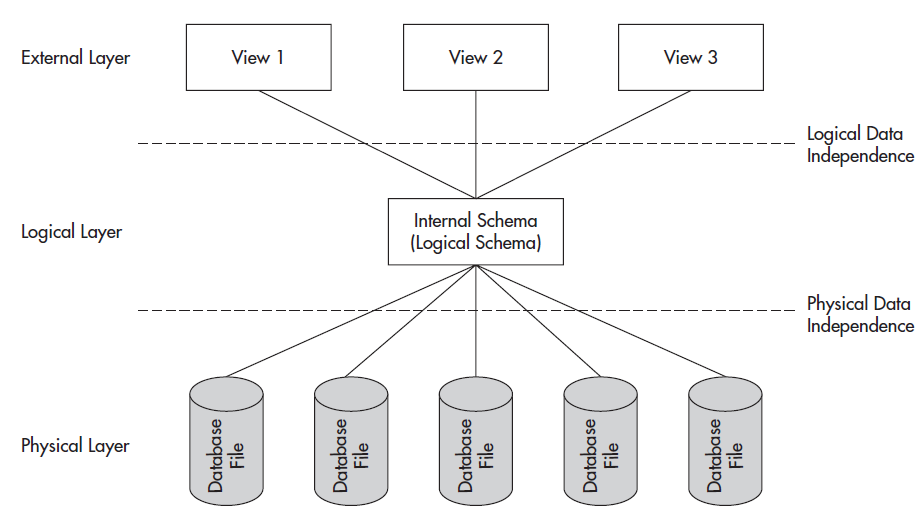 External Layer
View 1
View 2
View 3
Logical Data
Independence
Logical Layer
Internal Schema
(Logical Schema)
Physical Data
Independence
Physical Layer
Database
File
Database
File
Database
File
Database
File
Database
File